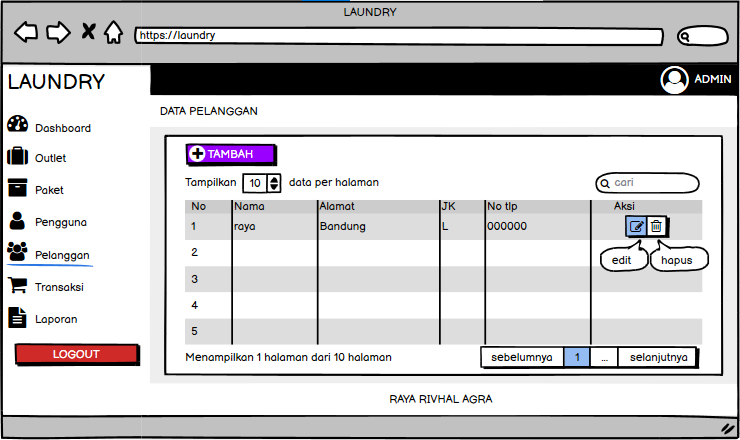 LAUNDRY
https://laundry
LAUNDRY
ADMIN
DATA PELANGGAN
Dashboard
Outlet
Paket
Pengguna
Pelanggan
Transaksi
Laporan
LOGOUT
TAMBAH
Tampilkan 10 data per halaman
cari
No Nama Alamat JK No tlp Aksi
1 raya Bandung L 000000
edit hapus
2
3
4
5
Menampilkan 1 halaman dari 10 halaman
sebelumnya 1 ... selanjutnya
RAYA RIVHAL AGRA